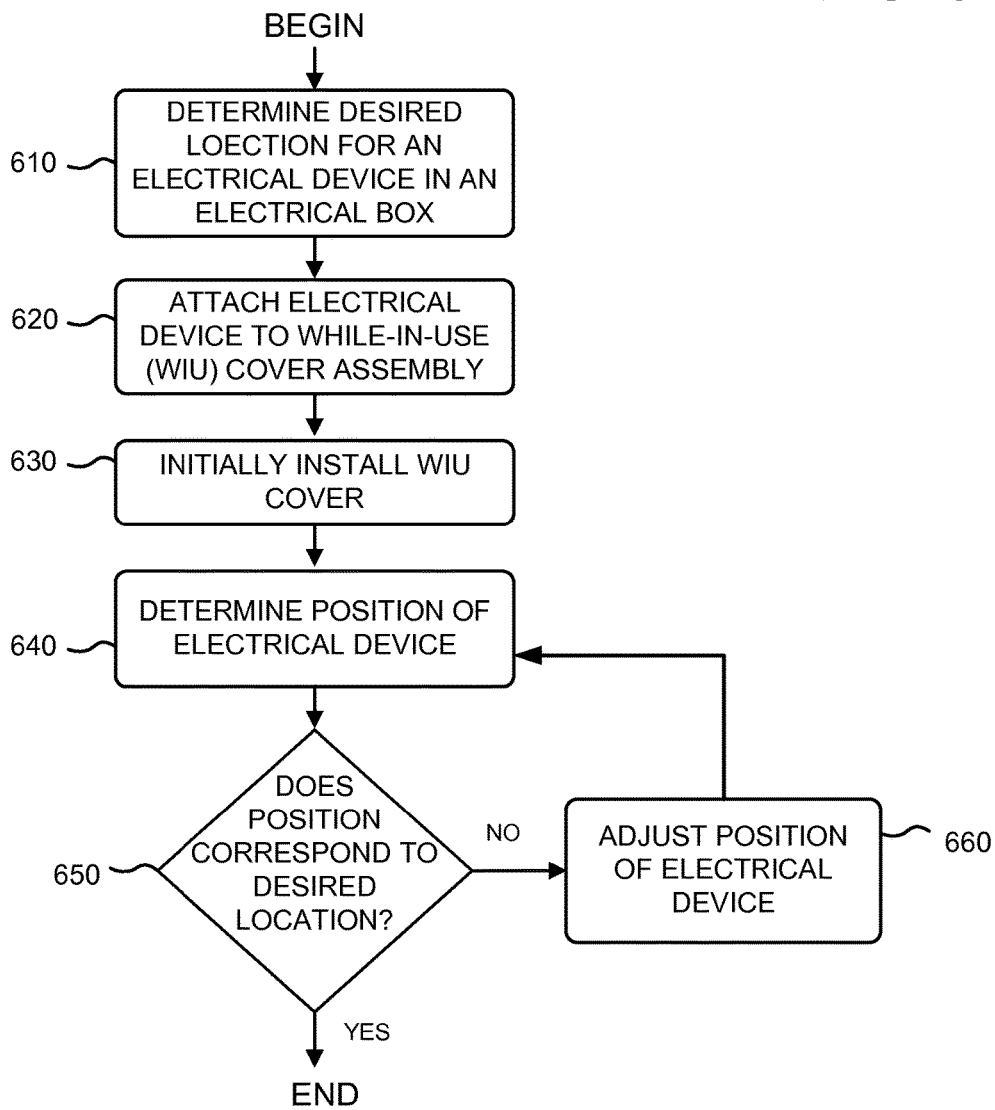 BEGIN
DETERMINE DESIRED
LOECTION FOR AN
ELECTRICAL DEVICE IN AN
ELECTRICAL BOX
610
ATTACH ELECTRICAL
DEVICE TO WHILE-IN-USE
(WIU) COVER ASSEMBLY
620
INITIALLY INSTALL WIU
COVER
630
DETERMINE POSITION OF
ELECTRICAL DEVICE
640
DOES
POSITION
CORRESPOND TO
DESIRED
LOCATION?
650
NO
ADJUST POSITION
OF ELECTRICAL
DEVICE
660
YES
END